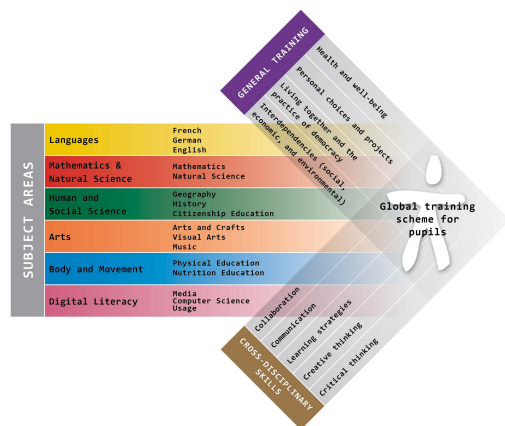 GENERAL TRAINING
Health and well-being
Personal choices and projects
Living together and the
practice of democracy
Interdependencies (social,
economic, and environmental)
SUBJECT AREAS
Languages
French
German
English
Mathematics &
Natural Science
Mathematics
Natural Science
Human and
Social Science
Geography
History
Citizenship Education
Arts
Arts and Crafts
Visual Arts
Music
Body and Movement
Physical Education
Nutrition Education
Digital Literacy
Media
Computer Science
Usage
Global training
scheme for
pupils
CROSS-DISCIPLINARY
SKILLS
Collaboration
Communication
Learning strategies
Creative thinking
Critical thinking